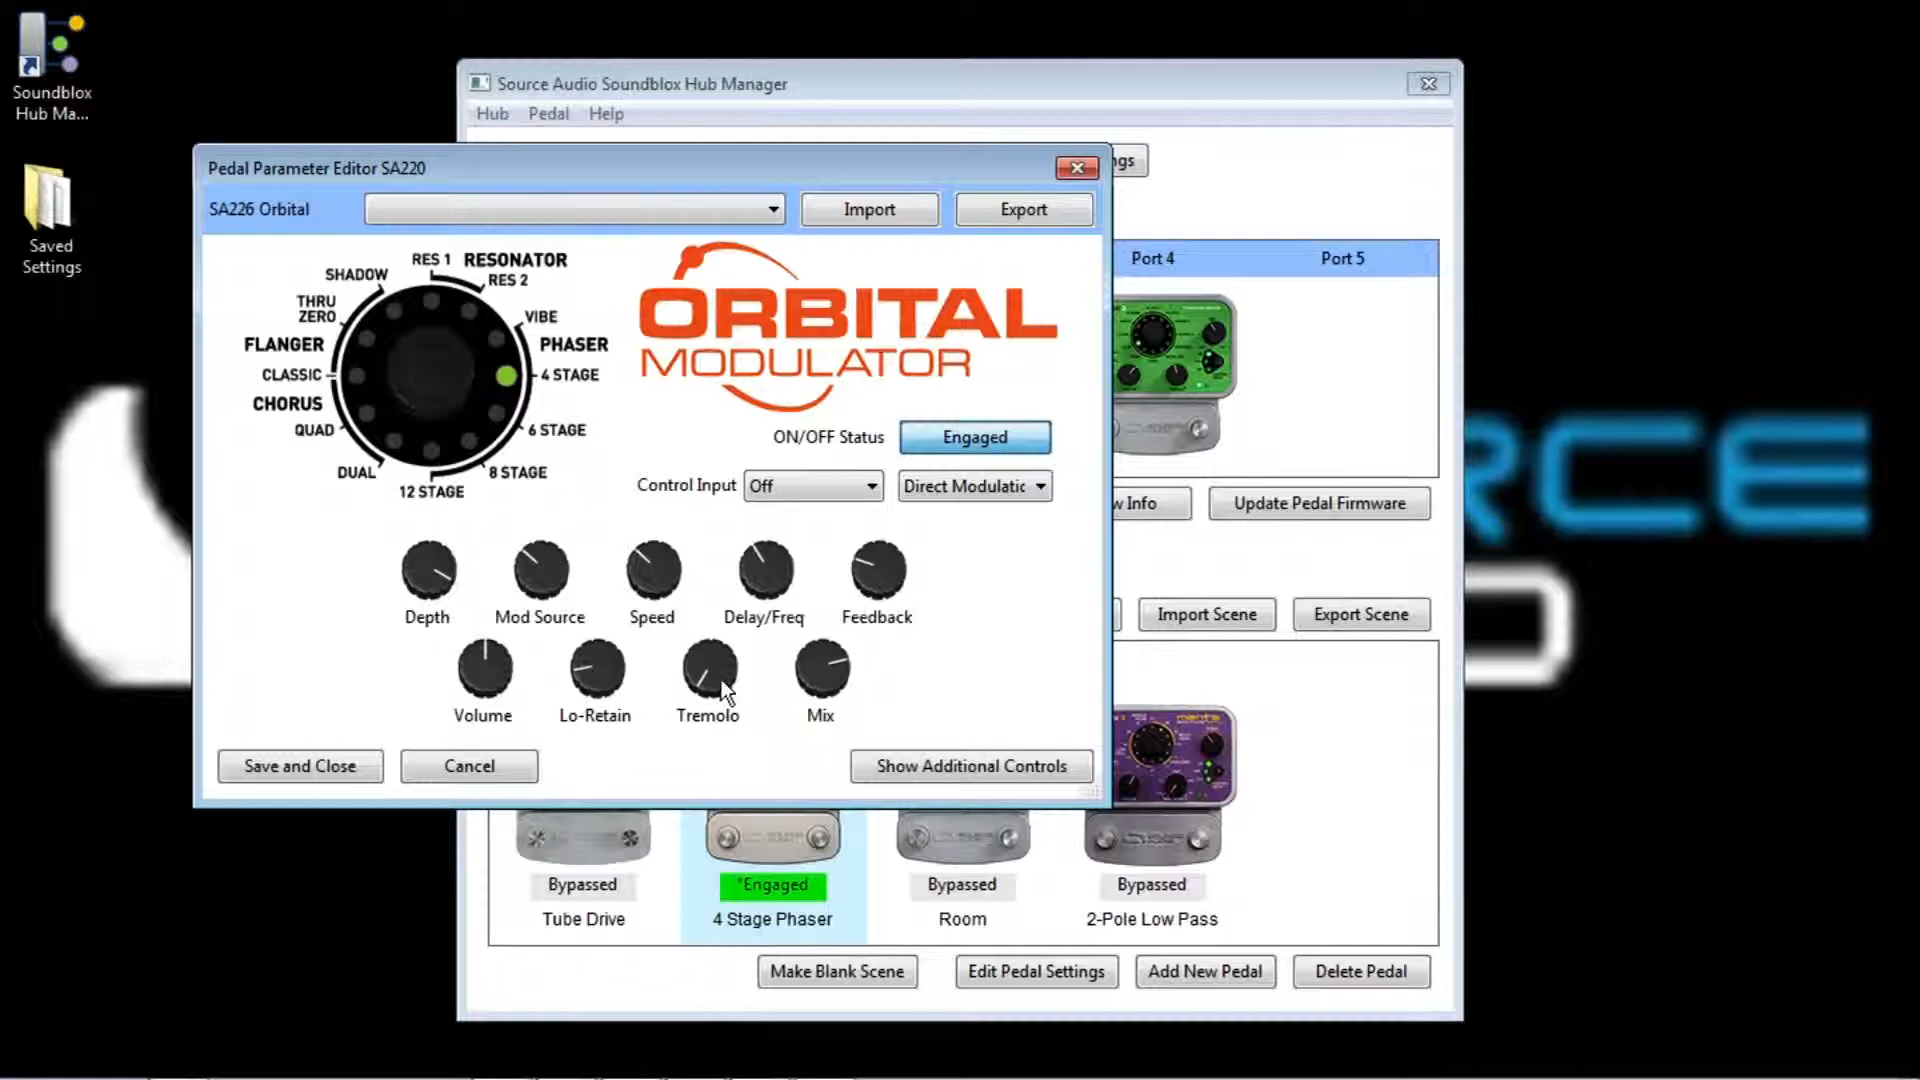 Soundblox
Hub Ma...
Saved
Settings
Source Audio Soundblox Hub Manager
Hub Pedal Help
Pedal Parameter Editor SA220
SA226 Orbital
Import
Export
ngs
Port 4
Port 5
RES 1
RESONATOR
RES 2
SHADOW
THRU
ZERO
VIBE
FLANGER
PHASER
CLASSIC
4 STAGE
CHORUS
QUAD
6 STAGE
DUAL
8 STAGE
12 STAGE
ORBITAL
MODULATOR
ON/OFF Status
Engaged
Control Input
Off
Direct Modulatic
w Info
Update Pedal Firmware
Depth
Mod Source
Speed
Delay/Freq
Feedback
Import Scene
Export Scene
Volume
Lo-Retain
Tremolo
Mix
Save and Close
Cancel
Show Additional Controls
Bypassed
*Engaged
Bypassed
Bypassed
Tube Drive
4 Stage Phaser
Room
2-Pole Low Pass
Make Blank Scene
Edit Pedal Settings
Add New Pedal
Delete Pedal